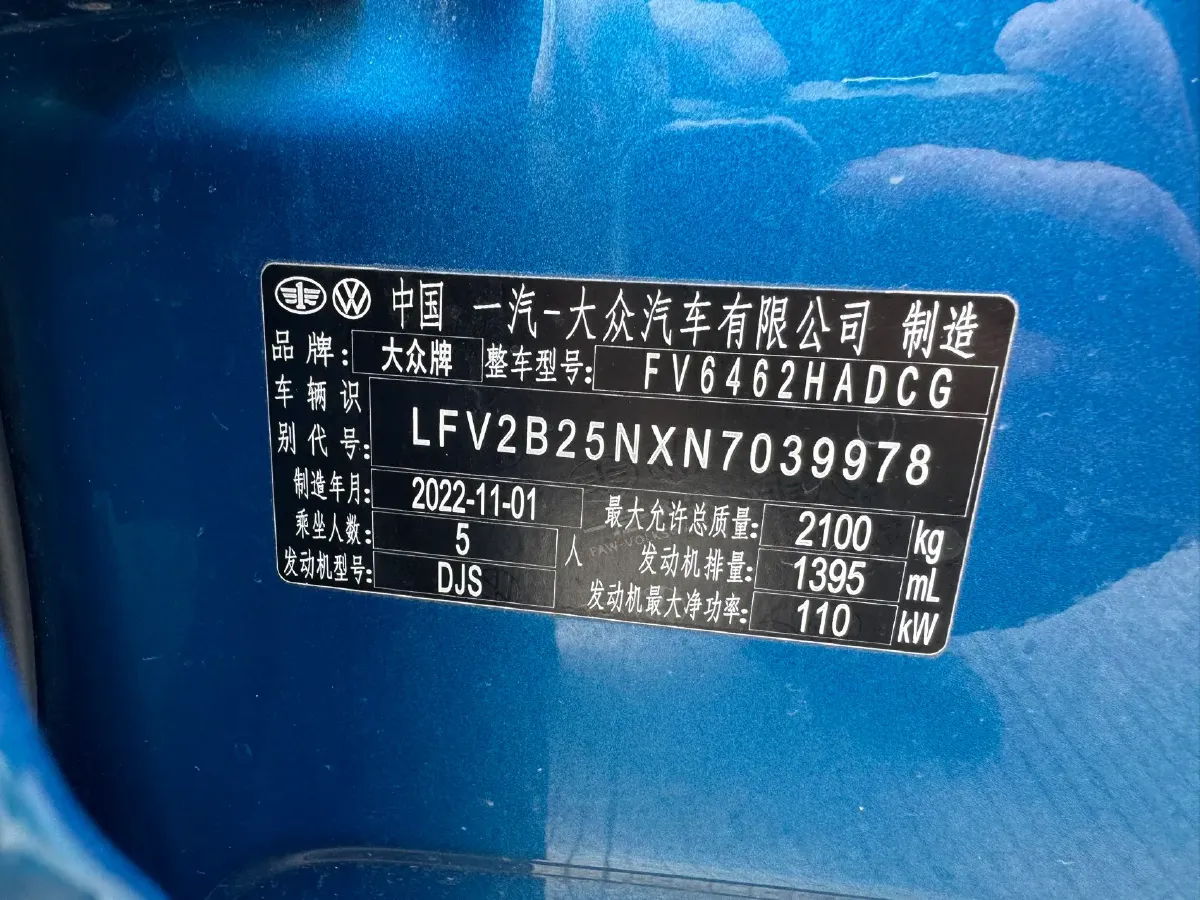 中国 一汽-大众汽车有限公司 制造
品牌: 大众牌 整车型号: FV6462HADCG
车辆识别代号: LFV2B25NXN7039978
制造年月: 2022-11-01 最大允许总质量: 2100 kg
乘坐人数: 5 人 发动机排量: 1395 mL
发动机型号: DJS 发动机最大净功率: 110 kW